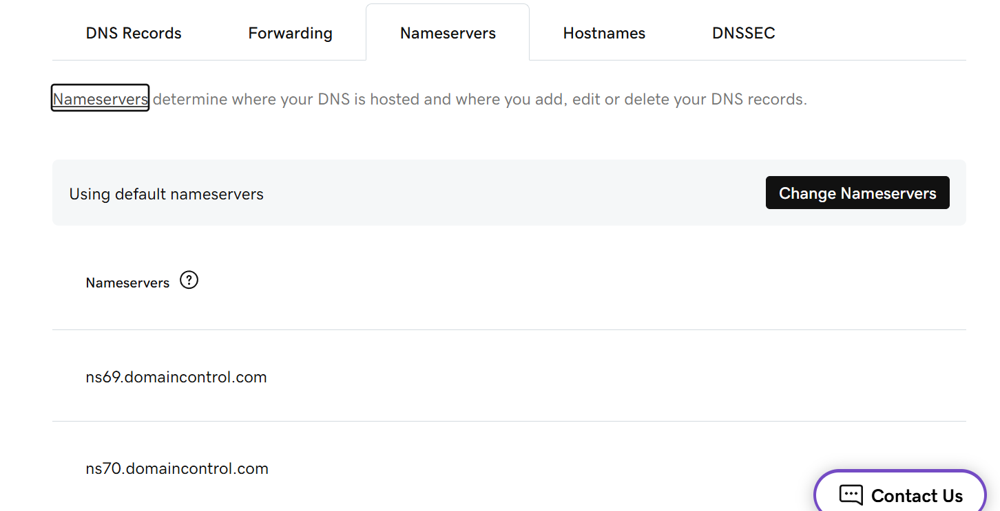 DNS Records Forwarding Nameservers Hostnames DNSSEC
Nameservers determine where your DNS is hosted and where you add, edit or delete your DNS records.
Using default nameservers Change Nameservers
Nameservers ?
ns69.domaincontrol.com
ns70.domaincontrol.com
Contact Us